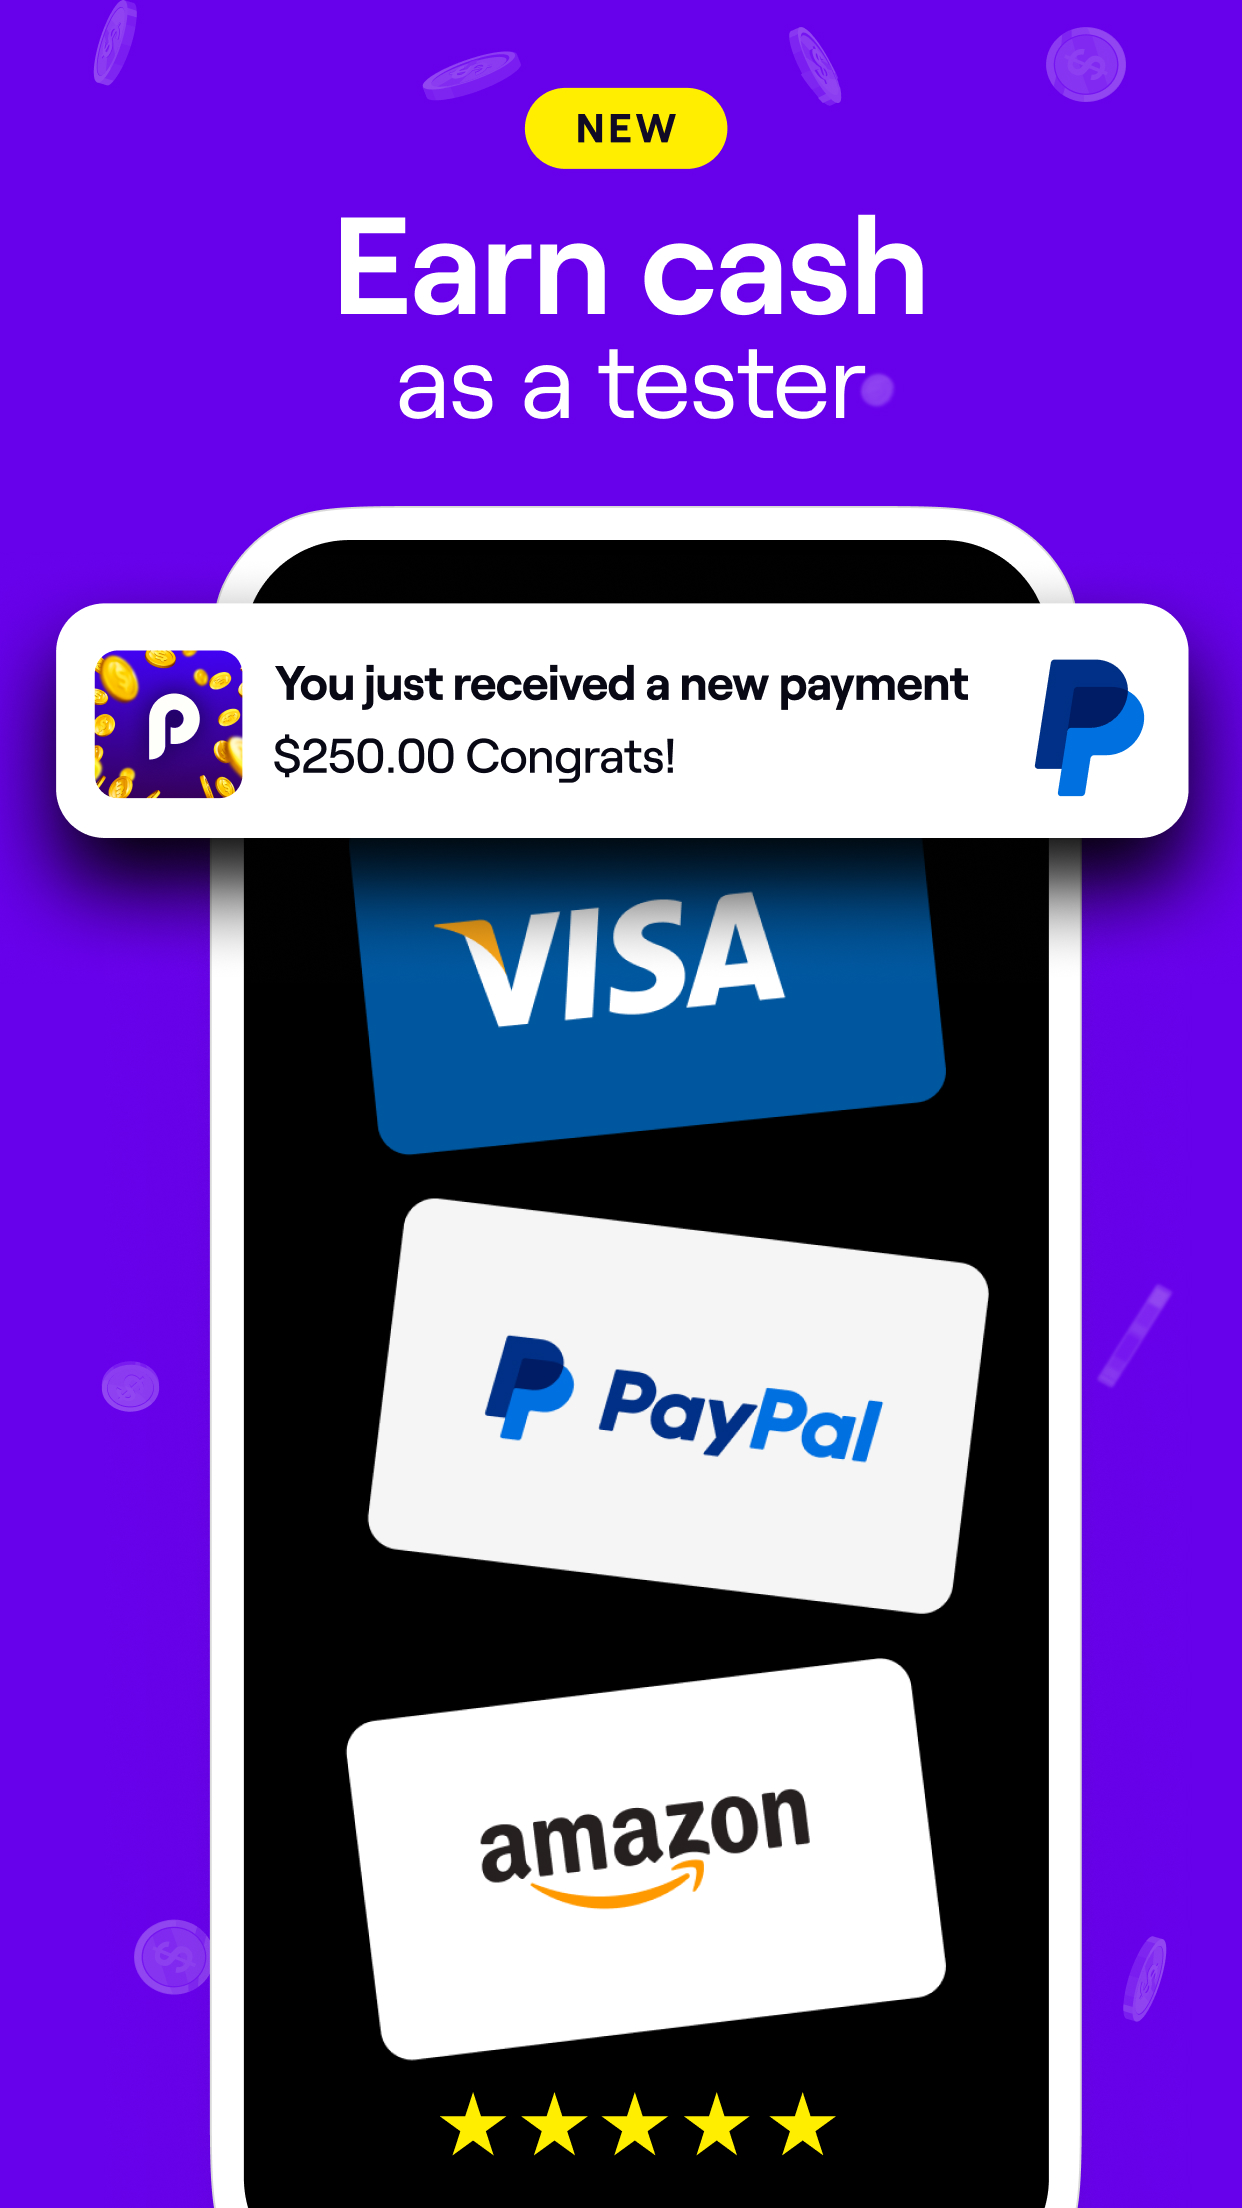 NEW
Earn cash
as a tester
You just received a new payment
$250.00 Congrats!
VISA
PayPal
amazon